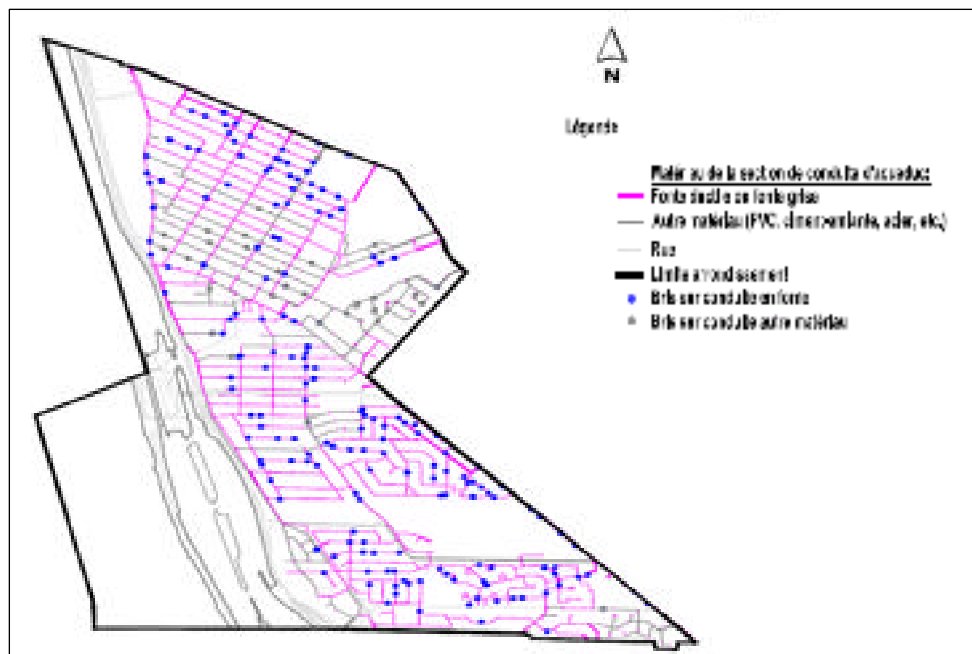 N
Légende
Matériau de la section de conduite d'aqueduc
Fonte ductile ou fonte grise
Autre matériau (PVC, ciment-amiante, acier, etc.)
Rue
Limite arrondissement
Bris sur conduite en fonte
Bris sur conduite autre matériau